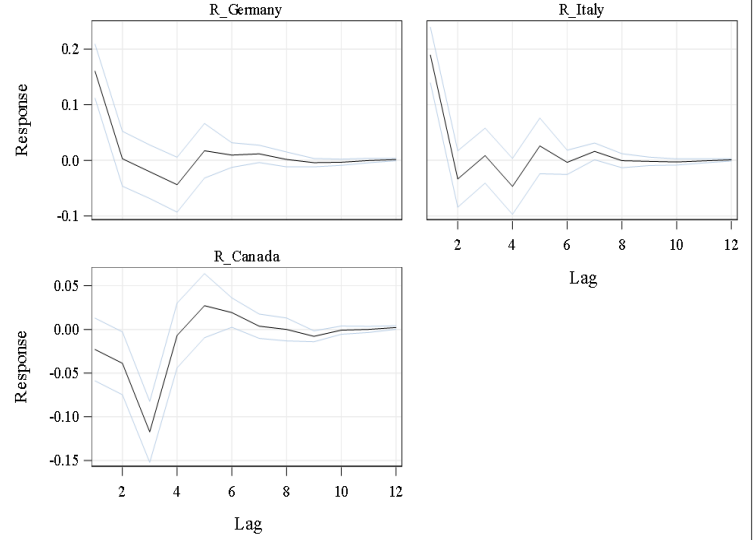 R_Germany
R_Italy
Response
0.2
0.1
0.0
-0.1
2 4 6 8 10 12
Lag
R_Canada
Response
0.05
0.00
-0.05
-0.10
-0.15
2 4 6 8 10 12
Lag